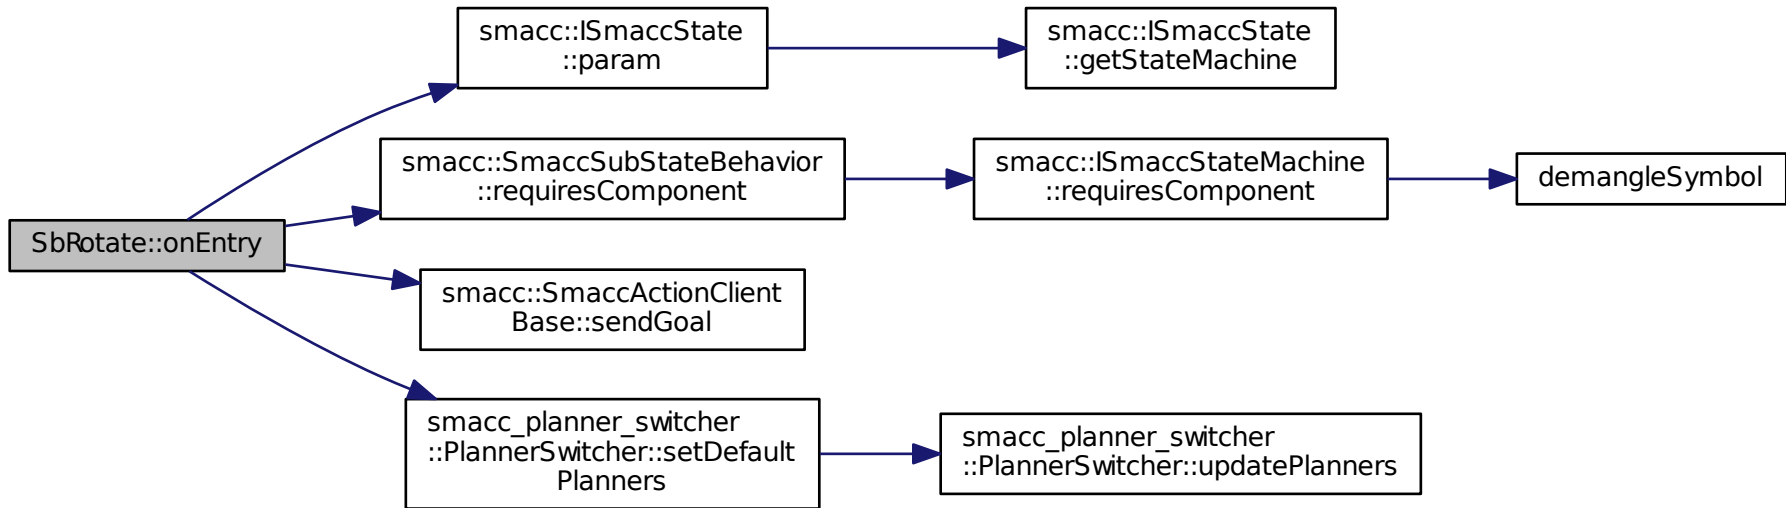 smacc::ISmaccState
::param
smacc::ISmaccState
::getStateMachine
smacc::SmaccSubStateBehavior
::requiresComponent
smacc::ISmaccStateMachine
::requiresComponent
demangleSymbol
SbRotate::onEntry
smacc::SmaccActionClient
Base::sendGoal
smacc_planner_switcher
::PlannerSwitcher::setDefault
Planners
smacc_planner_switcher
::PlannerSwitcher::updatePlanners